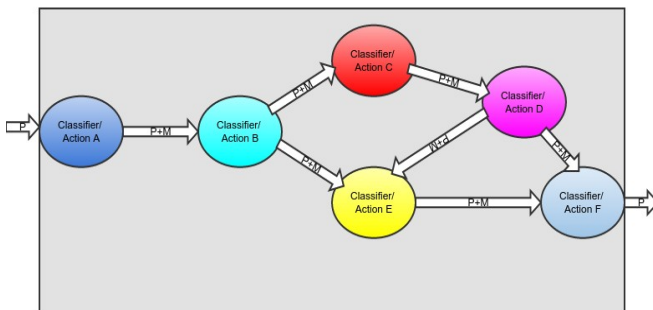 P
Classifier/
Action A
P+M
Classifier/
Action B
P+M
P+M
Classifier/
Action C
P+M
Classifier/
Action D
P+M
P+M
Classifier/
Action E
P+M
Classifier/
Action F
P